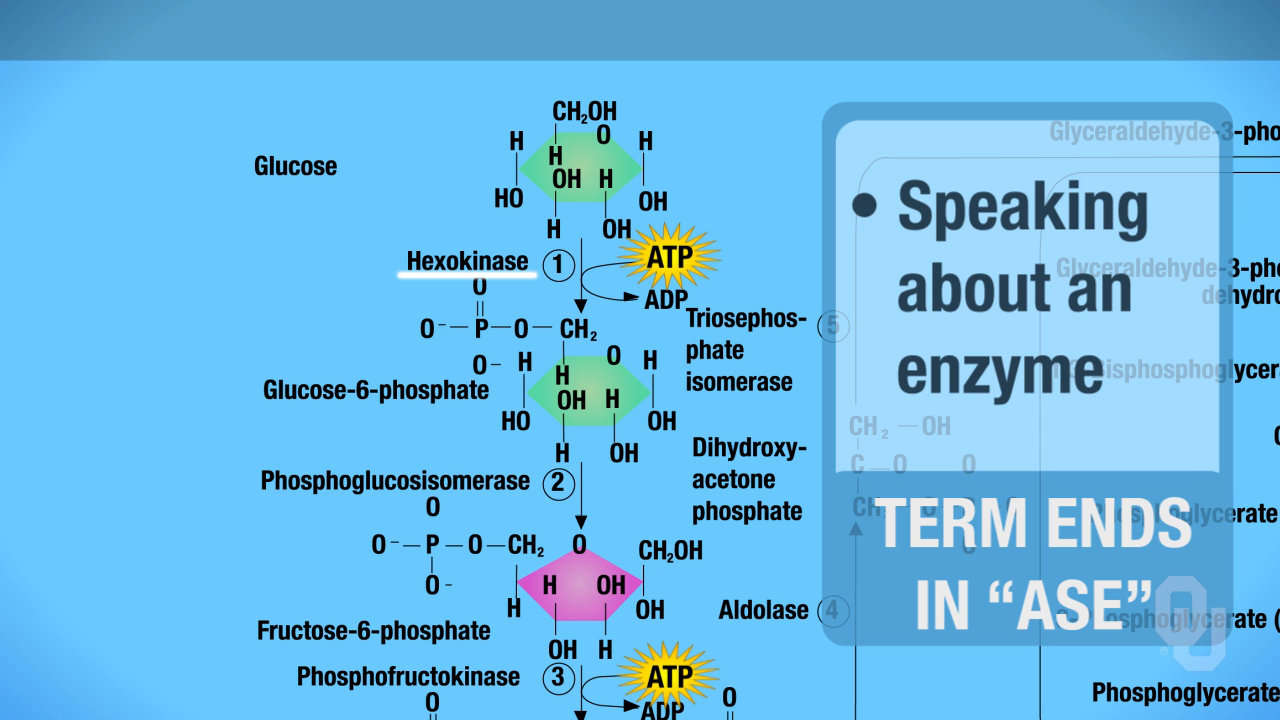 CH₂OH
O
H
H
H
Glucose
OH
H
HO
OH
H
OH
Hexokinase
1
ATP
ADP
O
O⁻ — P — O — CH₂
O⁻
H
O
H
H
Glucose-6-phosphate
OH
H
HO
OH
H
OH
Phosphoglucosisomerase
2
O
O⁻ — P — O — CH₂
O
CH₂OH
O⁻
H
OH
H
OH
Fructose-6-phosphate
OH
H
Phosphofructokinase
3
ATP
ADP
O
O
Triosephos-
phate
isomerase
5
Dihydroxy-
acetone
phosphate
Aldolase
4
Glyceraldehyde-3-pho
Glyceraldehyde-3-pho
dehydro
CH₂ — OH
C — O
O
Phosphoglycerate
• Speaking
about an
enzyme
TERM ENDS
IN “ASE”